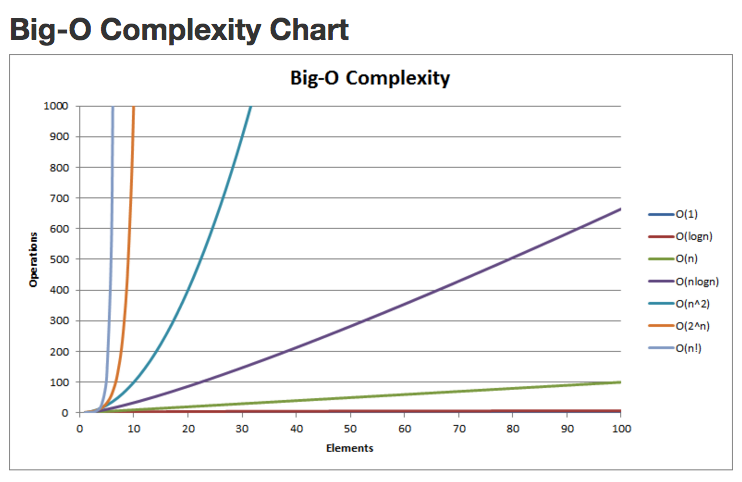 Big-O Complexity Chart
Big-O Complexity
1000
900
800
700
600
500
400
300
200
100
0
Operations
0 10 20 30 40 50 60 70 80 90 100
Elements
O(1)
O(logn)
O(n)
O(nlogn)
O(n^2)
O(2^n)
O(n!)